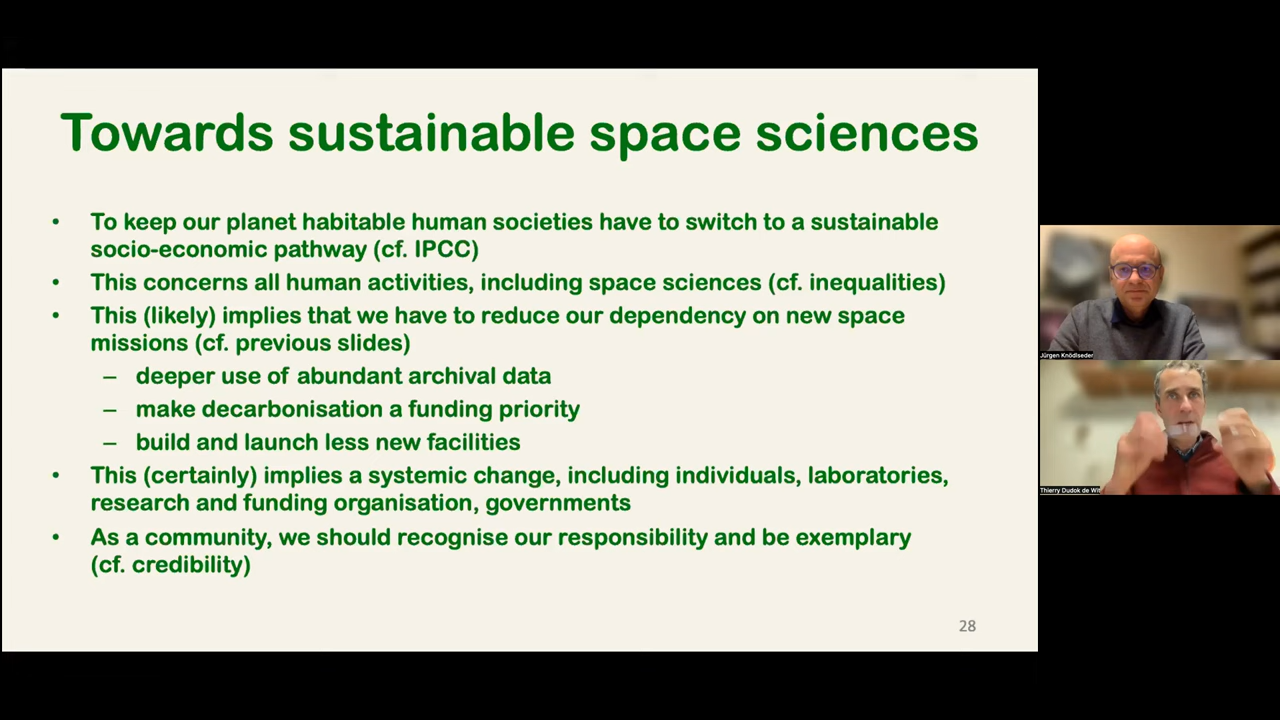 Towards sustainable space sciences
• To keep our planet habitable human societies have to switch to a sustainable
socio-economic pathway (cf. IPCC)
• This concerns all human activities, including space sciences (cf. inequalities)
• This (likely) implies that we have to reduce our dependency on new space
missions (cf. previous slides)
– deeper use of abundant archival data
– make decarbonisation a funding priority
– build and launch less new facilities
• This (certainly) implies a systemic change, including individuals, laboratories,
research and funding organisation, governments
• As a community, we should recognise our responsibility and be exemplary
(cf. credibility)
28
Jürgen Knödlseder
Thierry Dudok de Wit